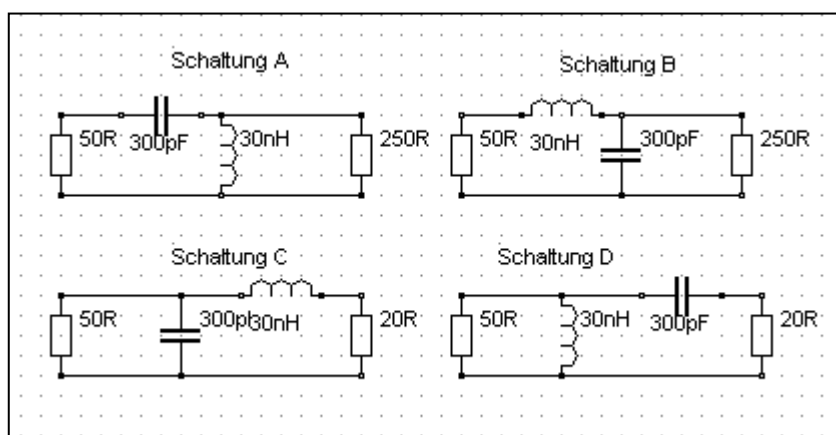 Schaltung A
50R 300pF 30nH 250R
Schaltung B
50R 30nH 300pF 250R
Schaltung C
50R 300pF 30nH 20R
Schaltung D
50R 30nH 300pF 20R